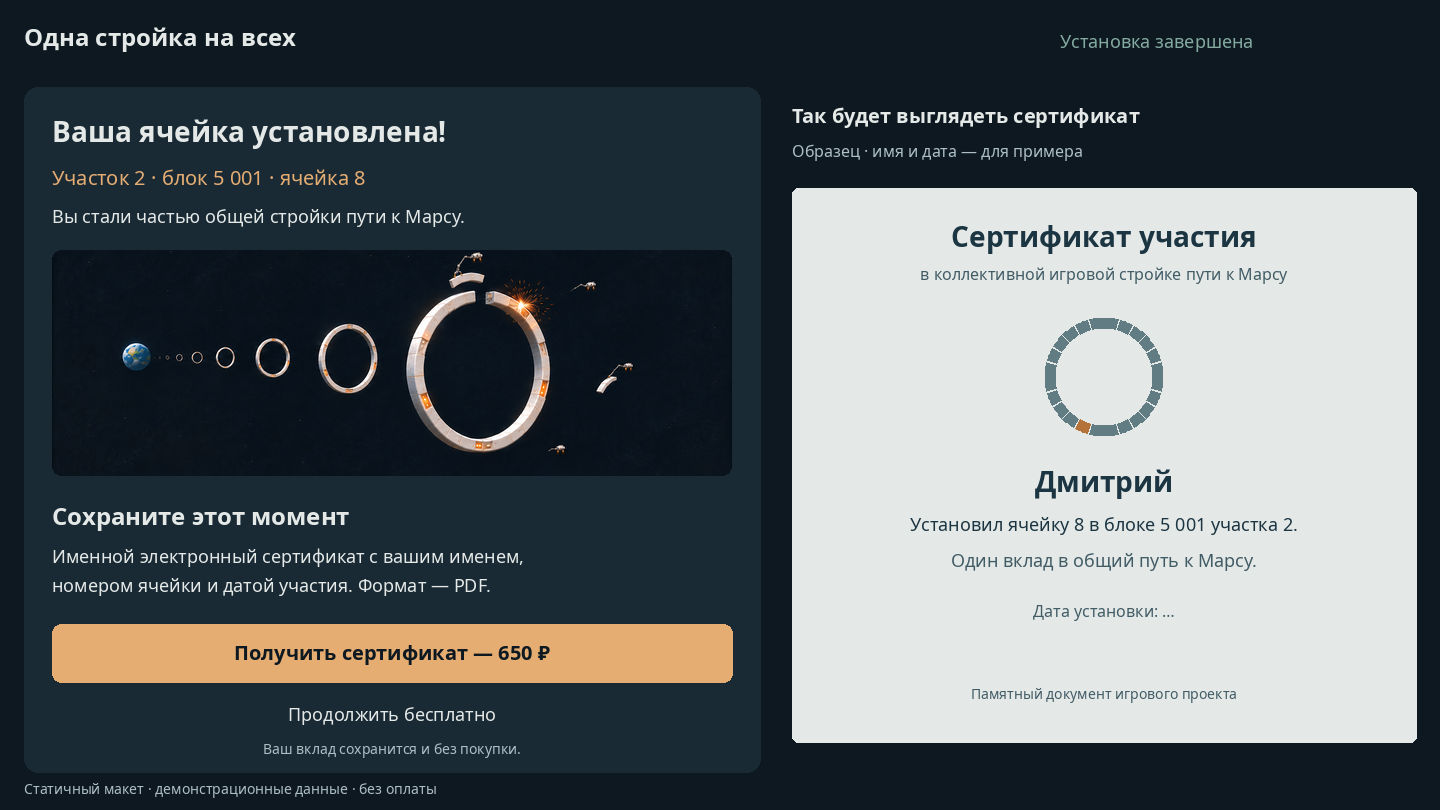 Одна стройка на всех
Установка завершена
Ваша ячейка установлена!
Участок 2 · блок 5 001 · ячейка 8
Вы стали частью общей стройки пути к Марсу.
Сохраните этот момент
Именной электронный сертификат с вашим именем,
номером ячейки и датой участия. Формат — PDF.
Получить сертификат — 650 ₽
Продолжить бесплатно
Ваш вклад сохранится и без покупки.
Так будет выглядеть сертификат
Образец · имя и дата — для примера
Сертификат участия
в коллективной игровой стройке пути к Марсу
Дмитрий
Установил ячейку 8 в блоке 5 001 участка 2.
Один вклад в общий путь к Марсу.
Дата установки: ...
Памятный документ игрового проекта
Статичный макет · демонстрационные данные · без оплаты